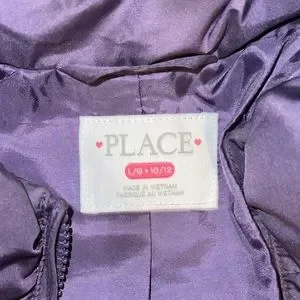 PLACE
L/G • 10/12
MADE IN VIETNAM
FABRIQUÉ AU VIETNAM